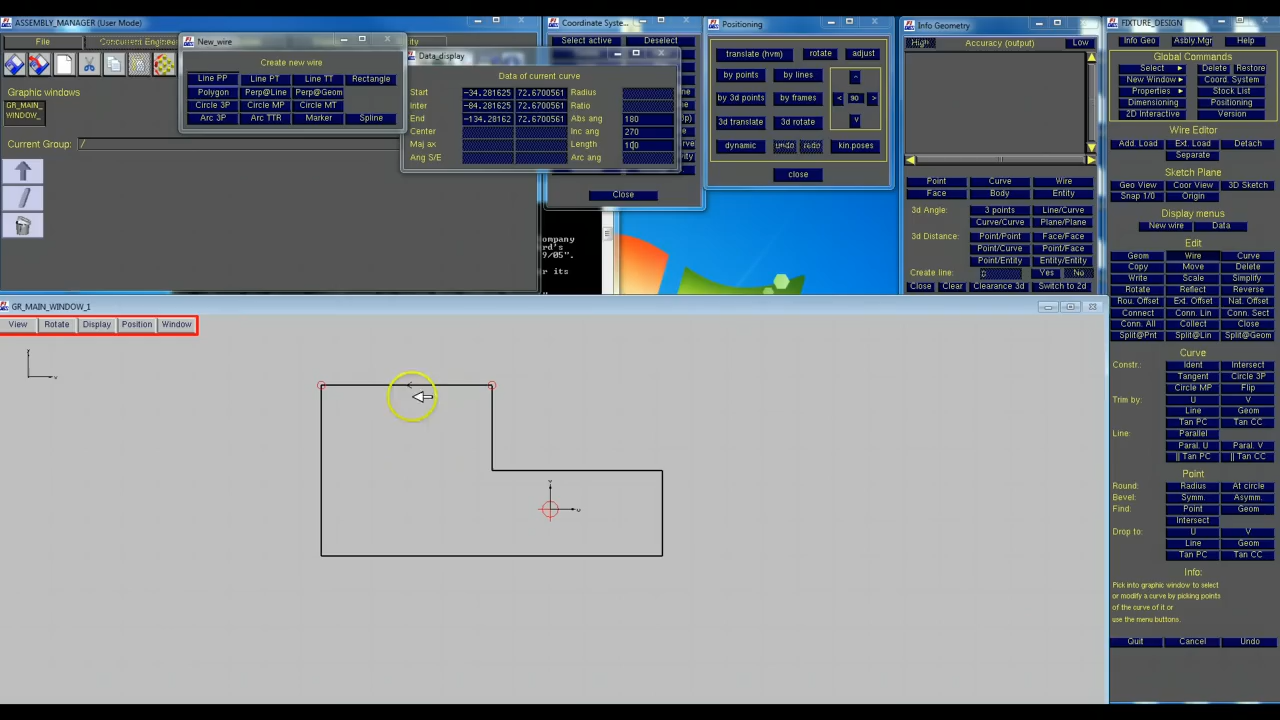 ASSEMBLY_MANAGER (User Mode)
File
Concurrent Engineer
Graphic windows
GR_MAIN_
WINDOW_
Current Group: /
New_wire
Create new wire
Line PP Line PT Line TT Rectangle
Polygon Perp@Line Perp@Geom
Circle 3P Circle MP Circle MT
Arc 3P Arc TTR Marker Spline
Data_display
Data of current curve
Start -34.281625 72.6700561 Radius
Inter -84.281625 72.6700561 Ratio
End -134.28162 72.6700561 Abs ang 180
Center Inc ang 270
Maj ax Length 100
Ang S/E Arc ang
Coordinate Syste...
Select active Deselect
Close
ompany
rd's
9/05".
r its
Positioning
translate (hvm) rotate adjust
by points by lines
by 3d points by frames
< 90 >
3d translate 3d rotate
v
dynamic undo redo kin.poses
close
Info Geometry
High Accuracy (output) Low
Point Curve Wire
Face Body Entity
3d Angle: 3 points Line/Curve
Curve/Curve Plane/Plane
3d Distance: Point/Point Face/Face
Point/Curve Point/Face
Point/Entity Entity/Entity
Create line: Yes No
Close Clear Clearance 3d Switch to 2d
FIXTURE_DESIGN
Info Geo Asbly.Mgr Help
Global Commands
Select Delete Restore
New Window Coord. System
Properties Stock List
Dimensioning Positioning
2D Interactive Version
Wire Editor
Add. Load Ext. Load Detach
Separate
Sketch Plane
Geo View Coor View 3D Sketch
Snap 1/0 Origin
Display menus
New wire Data
Edit
Geom Wire Curve
Copy Move Delete
Write Scale Simplify
Rotate Reflect Reverse
Rou. Offset Ext. Offset Nat. Offset
Connect Conn. Lin Conn. Sect
Conn. All Collect Close
Split@Pnt Split@Lin Split@Geom
Curve
Constr.: Ident Intersect
Tangent Circle 3P
Circle MP Flip
Trim by: U V
Line Geom
Tan PC Tan CC
Line: Parallel
Paral. U Paral. V
|| Tan PC || Tan CC
Point
Round: Radius At circle
Bevel: Symm. Asymm.
Find: Point Geom
Intersect
Drop to: U V
Line Geom
Tan PC Tan CC
Info:
Pick into graphic window to select
or modify a curve by picking points
of the curve of it or
use the menu buttons.
Quit Cancel Undo
GR_MAIN_WINDOW_1
View Rotate Display Position Window